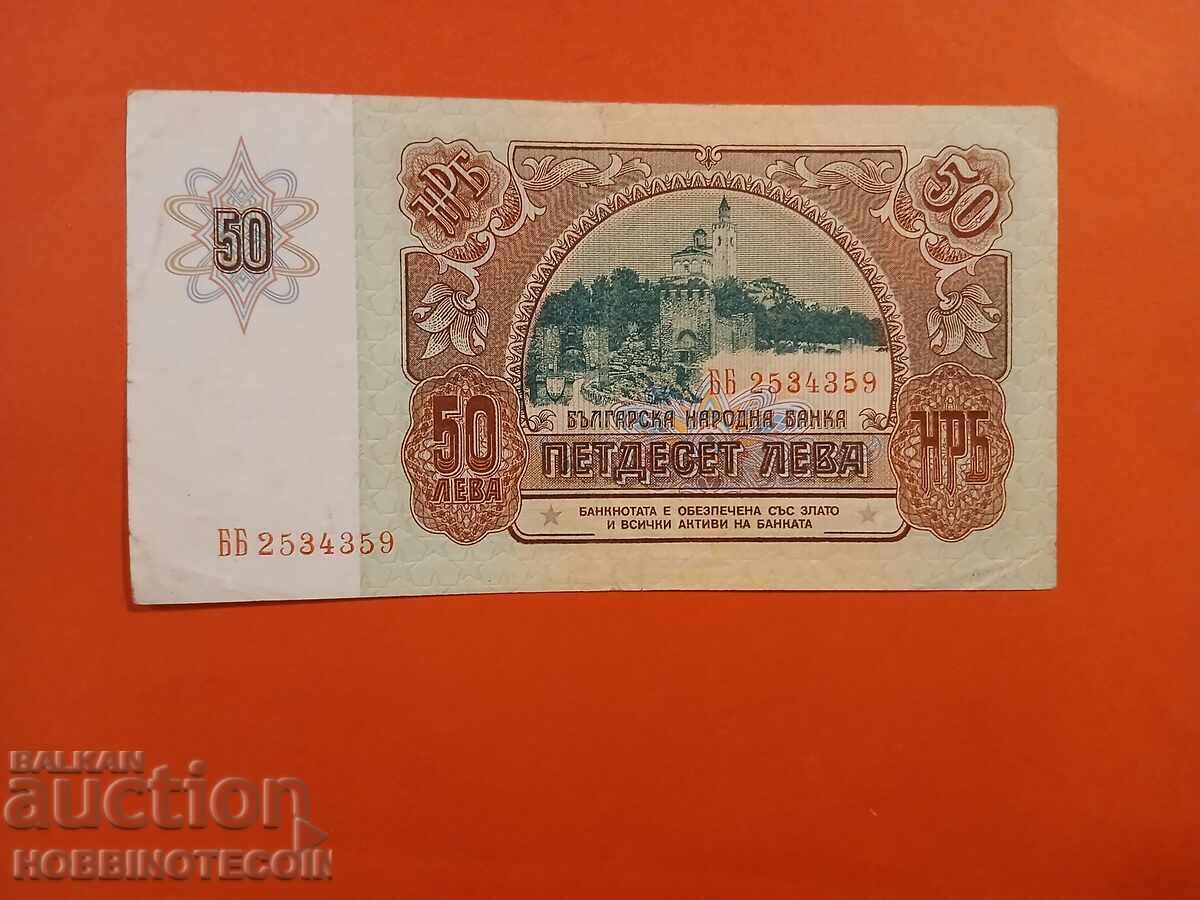 50
НРБ
50
ББ 2534359
БЪЛГАРСКА НАРОДНА БАНКА
50
ЛЕВА
ПЕТДЕСЕТ ЛЕВА
НРБ
БАНКНОТАТА Е ОБЕЗПЕЧЕНА СЪС ЗЛАТО
И ВСИЧКИ АКТИВИ НА БАНКАТА
ББ 2534359
BALKAN
auction
HOBBINOTECOIN